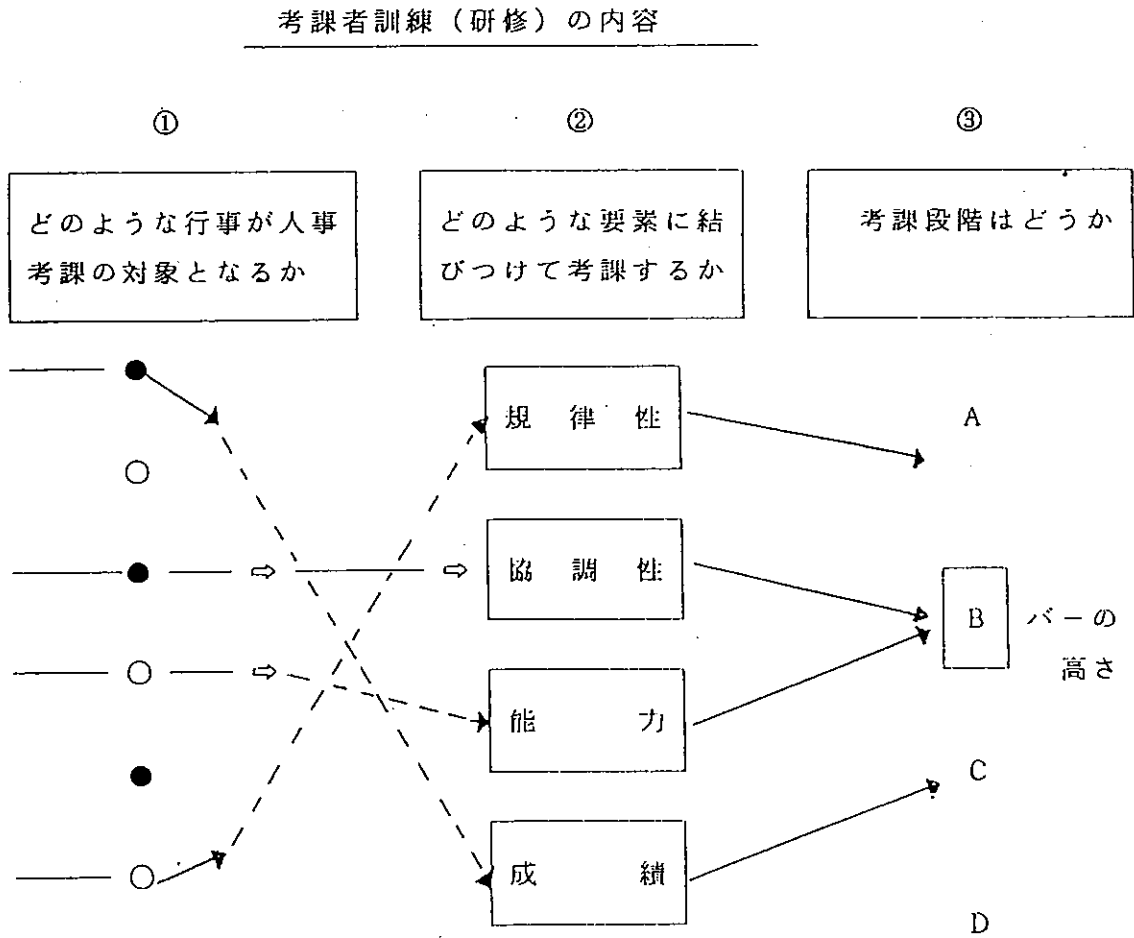 考課者訓練（研修）の内容
①
②
③
どのような行事が人事
考課の対象となるか
どのような要素に結
びつけて考課するか
考課段階はどうか
規律性
A
協調性
B
バーの
高さ
能力
C
成績
D